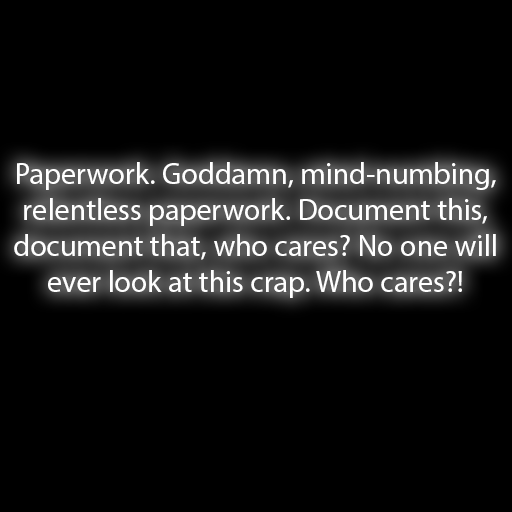 Paperwork. Goddamn, mind-numbing,
relentless paperwork. Document this,
document that, who cares? No one will
ever look at this crap. Who cares?!